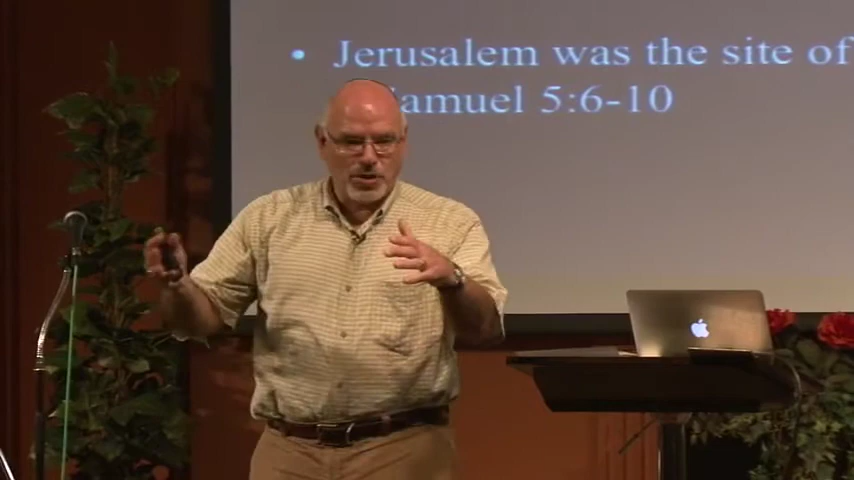 • Jerusalem was the site of
Samuel 5:6-10